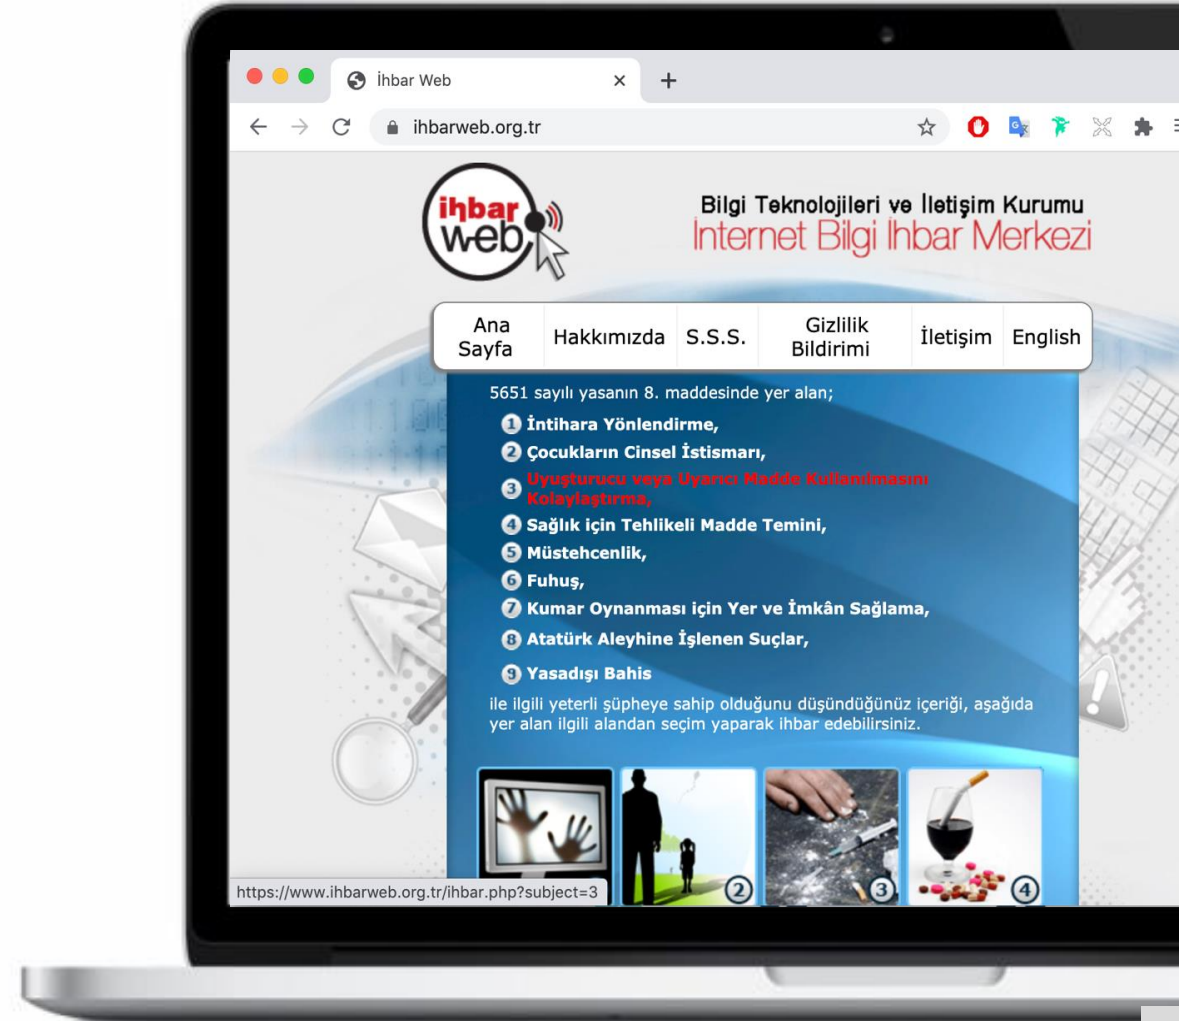 İhbar Web
ihbarweb.org.tr
ihbar
web
Bilgi Teknolojileri ve İletişim Kurumu
İnternet Bilgi İhbar Merkezi
Ana Sayfa
Hakkımızda
S.S.S.
Gizlilik Bildirimi
İletişim
English
5651 sayılı yasanın 8. maddesinde yer alan;
1 İntihara Yönlendirme,
2 Çocukların Cinsel İstismarı,
3 Uyuşturucu veya Uyarıcı Madde Kullanılmasını
Kolaylaştırma,
4 Sağlık için Tehlikeli Madde Temini,
5 Müstehcenlik,
6 Fuhuş,
7 Kumar Oynanması için Yer ve İmkân Sağlama,
8 Atatürk Aleyhine İşlenen Suçlar,
9 Yasadışı Bahis
ile ilgili yeterli şüpheye sahip olduğunu düşündüğünüz içeriği, aşağıda
yer alan ilgili alandan seçim yaparak ihbar edebilirsiniz.
2
3
4
https://www.ihbarweb.org.tr/ihbar.php?subject=3